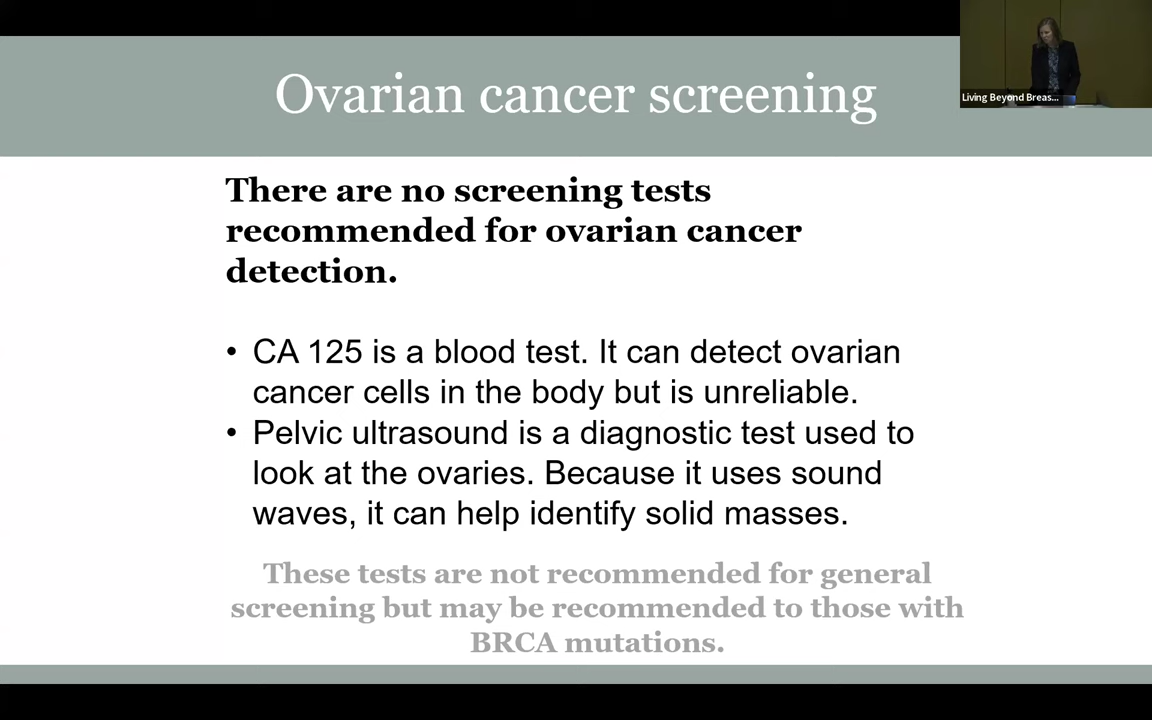 Ovarian cancer screening
Living Beyond Breas...
There are no screening tests
recommended for ovarian cancer
detection.
• CA 125 is a blood test. It can detect ovarian
cancer cells in the body but is unreliable.
• Pelvic ultrasound is a diagnostic test used to
look at the ovaries. Because it uses sound
waves, it can help identify solid masses.
These tests are not recommended for general
screening but may be recommended to those with
BRCA mutations.